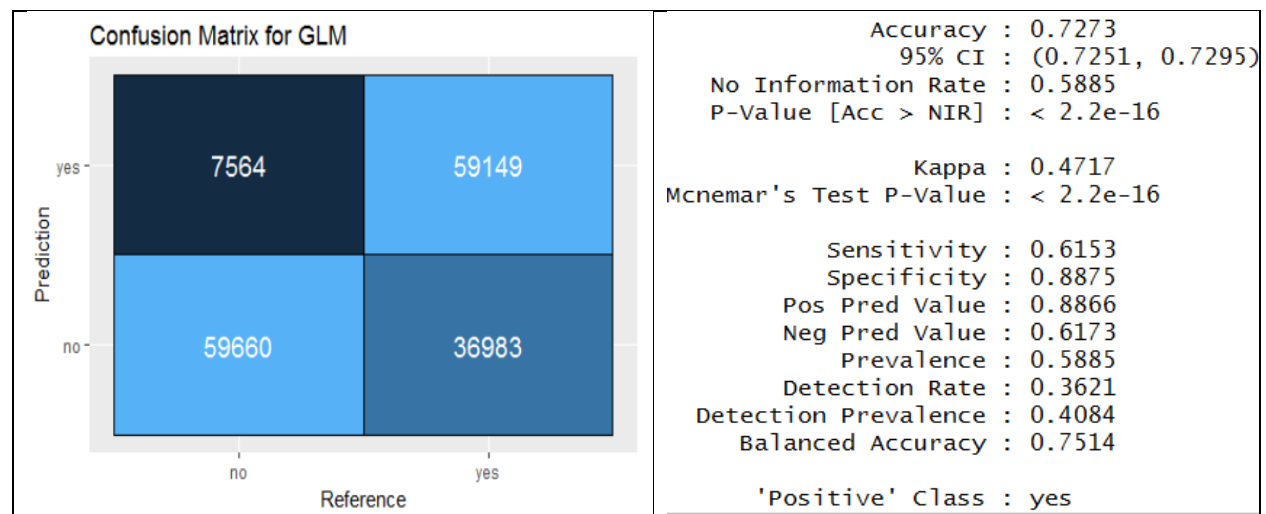 Confusion Matrix for GLM
yes
7564
59149
Prediction
no
59660
36983
no
yes
Reference
Accuracy : 0.7273
95% CI : (0.7251, 0.7295)
No Information Rate : 0.5885
P-Value [Acc > NIR] : < 2.2e-16
Kappa : 0.4717
Mcnemar's Test P-Value : < 2.2e-16
Sensitivity : 0.6153
Specificity : 0.8875
Pos Pred Value : 0.8866
Neg Pred Value : 0.6173
Prevalence : 0.5885
Detection Rate : 0.3621
Detection Prevalence : 0.4084
Balanced Accuracy : 0.7514
'Positive' Class : yes